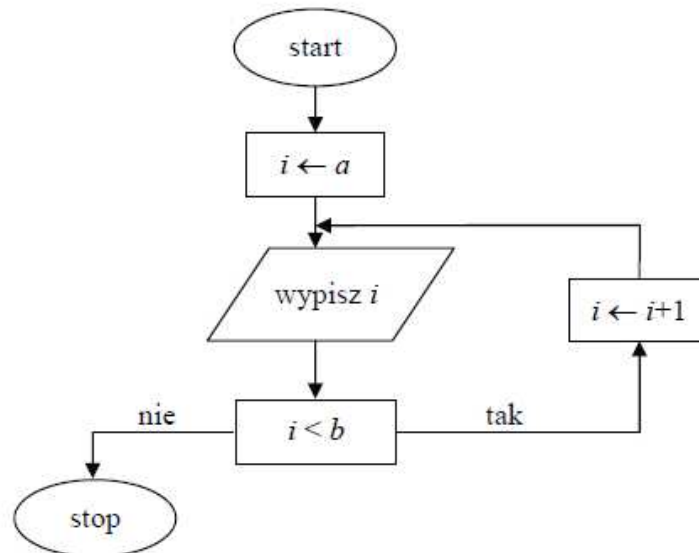 start
i ← a
wypisz i
i ← i+1
i < b
nie
tak
stop